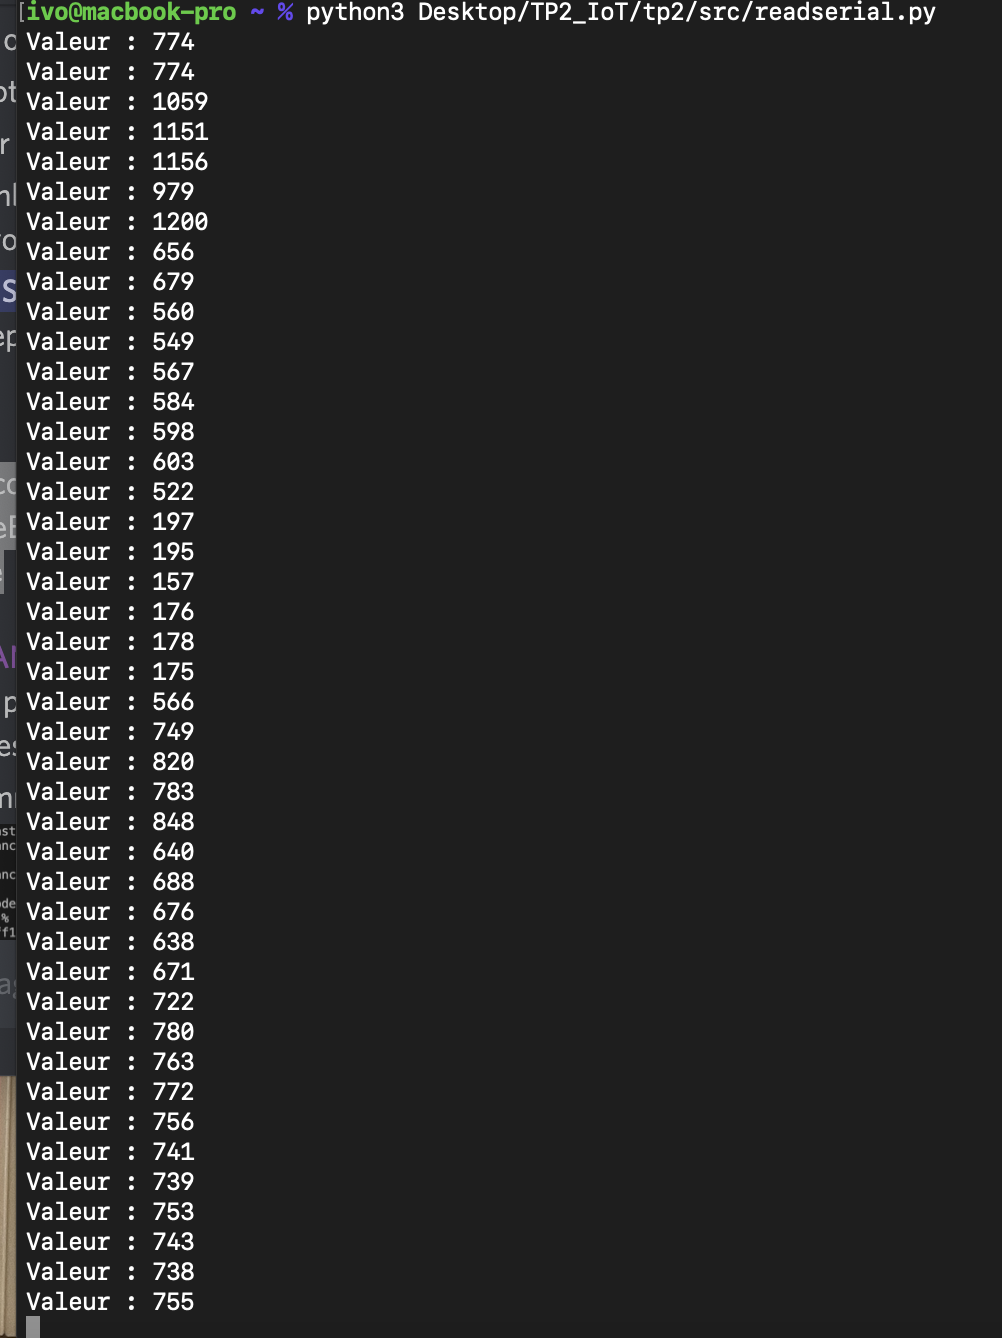 [ivo@macbook-pro ~ % python3 Desktop/TP2_IoT/tp2/src/readserial.py
Valeur : 774
Valeur : 774
Valeur : 1059
Valeur : 1151
Valeur : 1156
Valeur : 979
Valeur : 1200
Valeur : 656
Valeur : 679
Valeur : 560
Valeur : 549
Valeur : 567
Valeur : 584
Valeur : 598
Valeur : 603
Valeur : 522
Valeur : 197
Valeur : 195
Valeur : 157
Valeur : 176
Valeur : 178
Valeur : 175
Valeur : 566
Valeur : 749
Valeur : 820
Valeur : 783
Valeur : 848
Valeur : 640
Valeur : 688
Valeur : 676
Valeur : 638
Valeur : 671
Valeur : 722
Valeur : 780
Valeur : 763
Valeur : 772
Valeur : 756
Valeur : 741
Valeur : 739
Valeur : 753
Valeur : 743
Valeur : 738
Valeur : 755